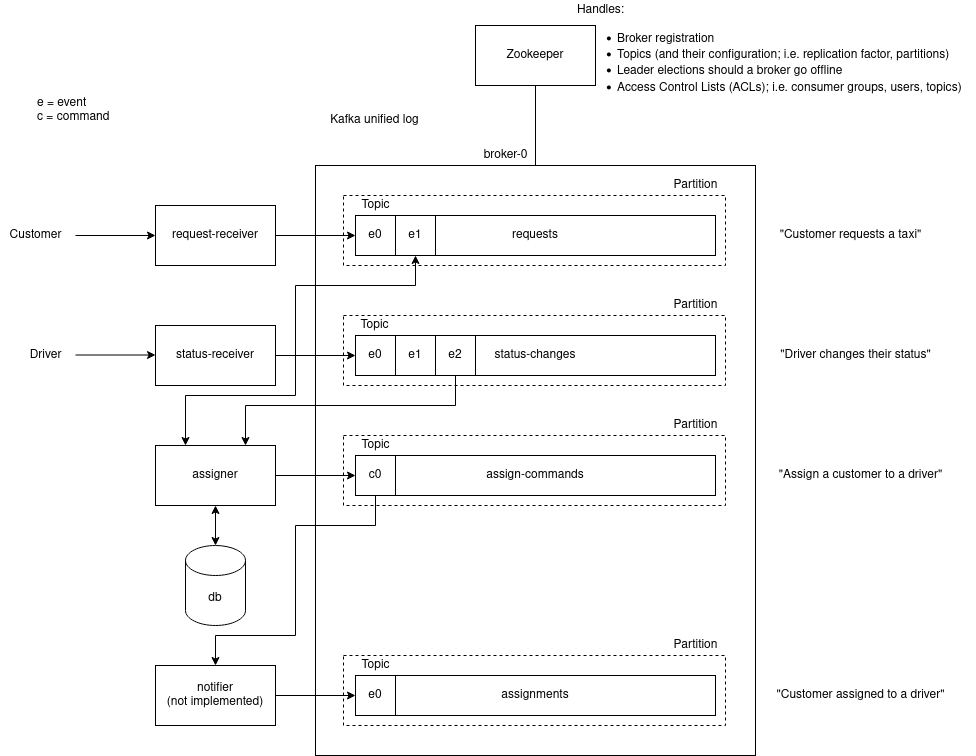 Handles:
Zookeeper
• Broker registration
• Topics (and their configuration; i.e. replication factor, partitions)
• Leader elections should a broker go offline
• Access Control Lists (ACLs); i.e. consumer groups, users, topics)
e = event
c = command
Kafka unified log
broker-0
Partition
Topic
Customer
request-receiver
e0
e1
requests
"Customer requests a taxi"
Partition
Topic
Driver
status-receiver
e0
e1
e2
status-changes
"Driver changes their status"
Partition
Topic
assigner
c0
assign-commands
"Assign a customer to a driver"
db
Partition
Topic
notifier
(not implemented)
e0
assignments
"Customer assigned to a driver"